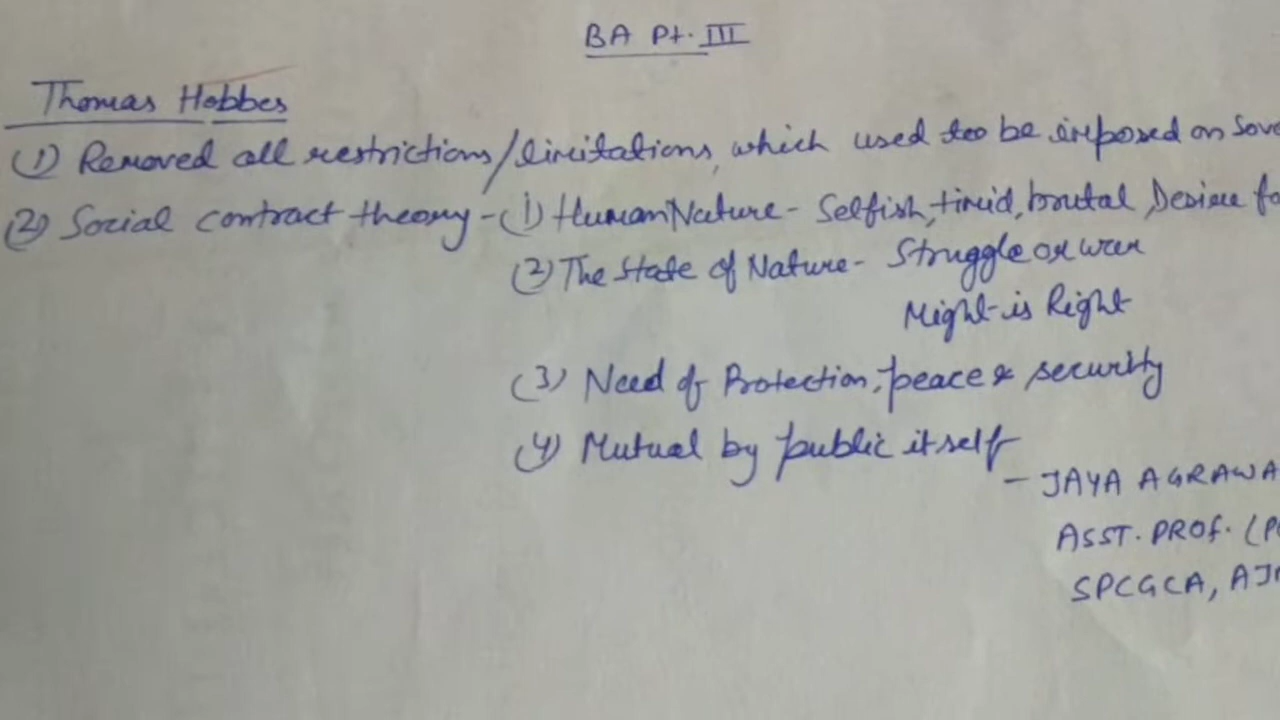 BA Pt. III
Thomas Hobbes
(1) Removed all restrictions/limitations, which used too be imposed on Sov
(2) Social contract theory - (1) Human Nature - Selfish, timid, brutal, Desire fo
(2) The State of Nature - Struggle or war
Might is Right
(3) Need of Protection, peace & security
(4) Mutual by public itself
- JAYA AGRAWA
ASST. PROF. (P
SPCGCA, AJ